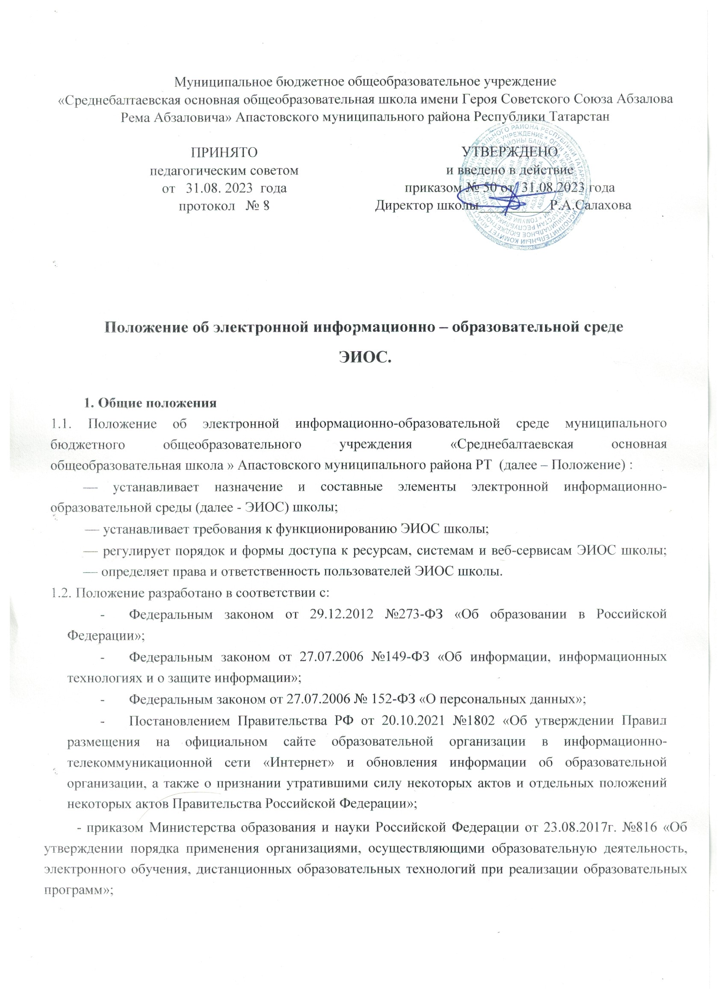 Муниципальное бюджетное общеобразовательное учреждение
«Среднебалтаевская основная общеобразовательная школа имени Героя Советского Союза Абзалова
Рема Абзаловича» Апастовского муниципального района Республики Татарстан
ПРИНЯТО
педагогическим советом
от 31.08. 2023 года
протокол № 8
УТВЕРЖДЕНО
и введено в действие
приказом № 50 от 31.08.2023 года
Директор школы__________Р.А.Салахова
Положение об электронной информационно – образовательной среде
ЭИОС.
1. Общие положения
1.1. Положение об электронной информационно-образовательной среде муниципального
бюджетного общеобразовательного учреждения «Среднебалтаевская основная
общеобразовательная школа » Апастовского муниципального района РТ (далее – Положение) :
— устанавливает назначение и составные элементы электронной информационно-
образовательной среды (далее - ЭИОС) школы;
— устанавливает требования к функционированию ЭИОС школы;
— регулирует порядок и формы доступа к ресурсам, системам и веб-сервисам ЭИОС школы;
— определяет права и ответственность пользователей ЭИОС школы.
1.2. Положение разработано в соответствии с:
- Федеральным законом от 29.12.2012 №273-ФЗ «Об образовании в Российской
Федерации»;
- Федеральным законом от 27.07.2006 №149-ФЗ «Об информации, информационных
технологиях и о защите информации»;
- Федеральным законом от 27.07.2006 № 152-ФЗ «О персональных данных»;
- Постановлением Правительства РФ от 20.10.2021 №1802 «Об утверждении Правил
размещения на официальном сайте образовательной организации в информационно-
телекоммуникационной сети «Интернет» и обновления информации об образовательной
организации, а также о признании утратившими силу некоторых актов и отдельных положений
некоторых актов Правительства Российской Федерации»;
- приказом Министерства образования и науки Российской Федерации от 23.08.2017г. №816 «Об
утверждении порядка применения организациями, осуществляющими образовательную деятельность,
электронного обучения, дистанционных образовательных технологий при реализации образовательных
программ»;